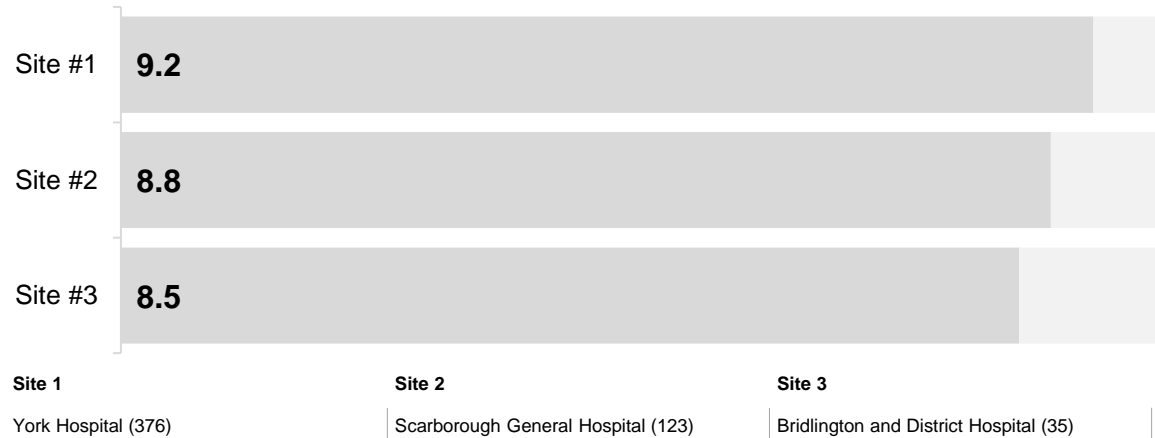 Site #1 9.2
Site #2 8.8
Site #3 8.5
Site 1 Site 2 Site 3
York Hospital (376) Scarborough General Hospital (123) Bridlington and District Hospital (35)